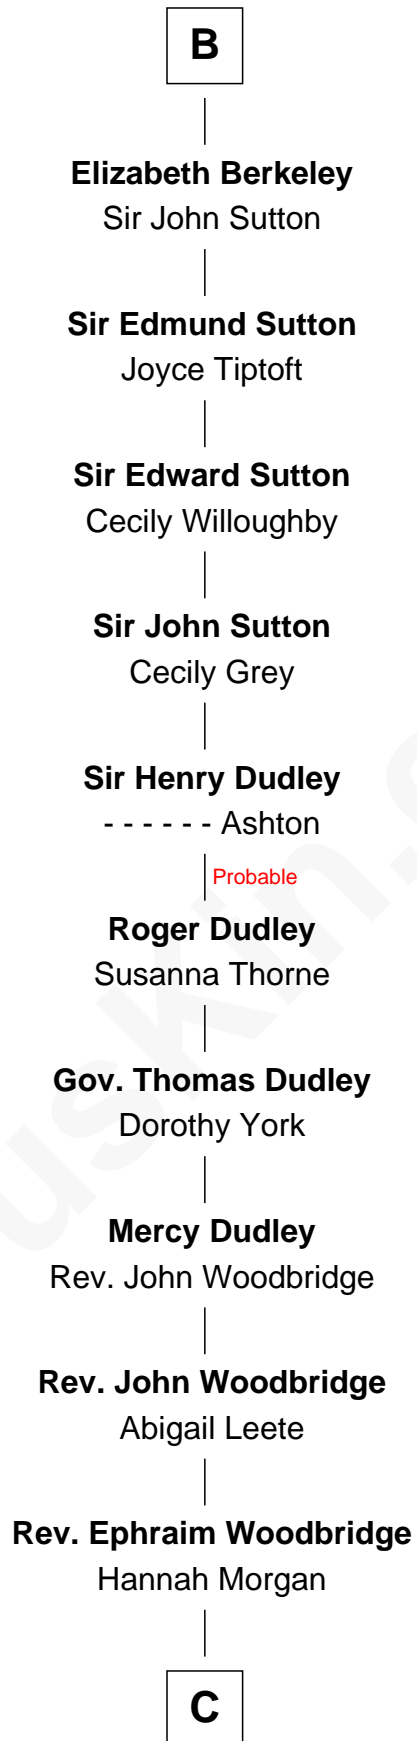 B
Elizabeth Berkeley
Sir John Sutton
Sir Edmund Sutton
Joyce Tiptoft
Sir Edward Sutton
Cecily Willoughby
Sir John Sutton
Cecily Grey
Sir Henry Dudley
- - - - - - Ashton
Probable
Roger Dudley
Susanna Thorne
Gov. Thomas Dudley
Dorothy York
Mercy Dudley
Rev. John Woodbridge
Rev. John Woodbridge
Abigail Leete
Rev. Ephraim Woodbridge
Hannah Morgan
C